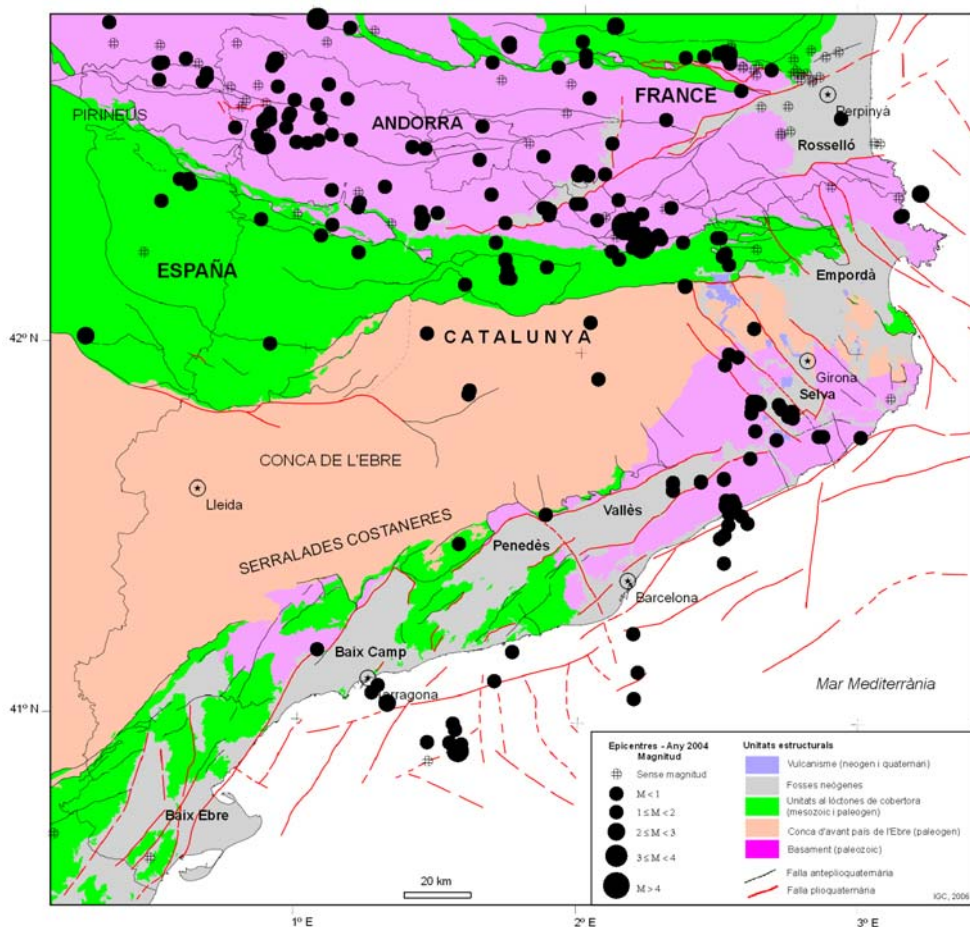 FRANCE
PIRINEUS
ANDORRA
Perpinyà
Rosselló
ESPAÑA
Empordà
42º N
CATALUNYA
Girona
Selva
CONCA DE L'EBRE
Lleida
Vallès
SERRALADES COSTANERES
Penedès
Barcelona
Baix Camp
Tarragona
Mar Mediterrània
41º N
Baix Ebre
20 km
1º E
2º E
3º E
Epicentres - Any 2004
Magnitud
Sense magnitud
M < 1
1 ≤ M < 2
2 ≤ M < 3
3 ≤ M < 4
M > 4
Unitats estructurals
Vulcanisme (neogen i quaternàri)
Fosses neògenes
Unitats al·lòctones de cobertora
(mesozoic i paleogen)
Conca d'avant país de l'Ebre (paleogen)
Basament (paleozoic)
Falla anteplioquaternària
Falla plioquaternària
IGC, 2006